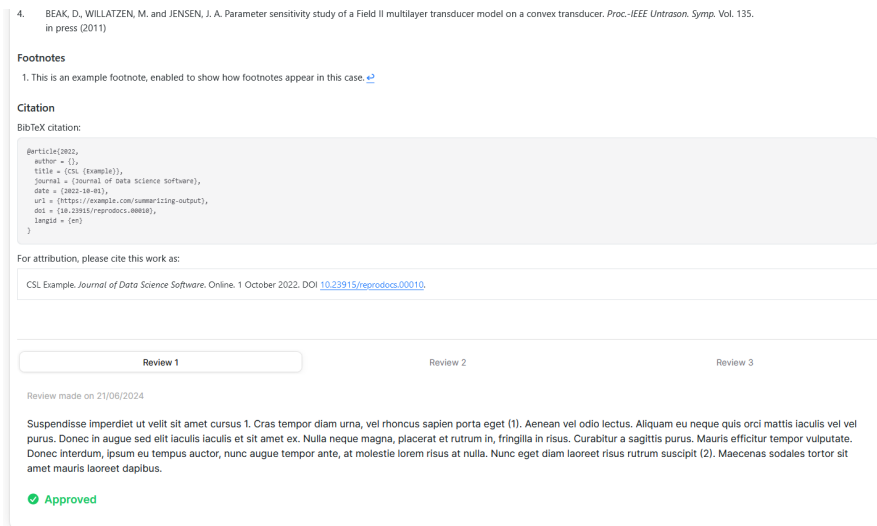 4. BEAK, D., WILLATZEN, M. and JENSEN, J. A. Parameter sensitivity study of a Field II multilayer transducer model on a convex transducer. Proc.-IEEE Untrason. Symp. Vol. 135.
in press (2011)
Footnotes
1. This is an example footnote, enabled to show how footnotes appear in this case. ↩
Citation
BibTeX citation:
@article{2022,
author = {},
title = {CSL {Example}},
journal = {Journal of Data Science Software},
date = {2022-10-01},
url = {https://example.com/summarizing-output},
doi = {10.23915/reprodocs.00010},
langid = {en}
}
For attribution, please cite this work as:
CSL Example. Journal of Data Science Software. Online. 1 October 2022. DOI 10.23915/reprodocs.00010.
Review 1 Review 2 Review 3
Review made on 21/06/2024
Suspendisse imperdiet ut velit sit amet cursus 1. Cras tempor diam urna, vel rhoncus sapien porta eget (1). Aenean vel odio lectus. Aliquam eu neque quis orci mattis iaculis vel vel
purus. Donec in augue sed elit iaculis iaculis et sit amet ex. Nulla neque magna, placerat et rutrum in, fringilla in risus. Curabitur a sagittis purus. Mauris efficitur tempor vulputate.
Donec interdum, ipsum eu tempus auctor, nunc augue tempor ante, at molestie lorem risus at nulla. Nunc eget diam laoreet risus rutrum suscipit (2). Maecenas sodales tortor sit
amet mauris laoreet dapibus.
Approved